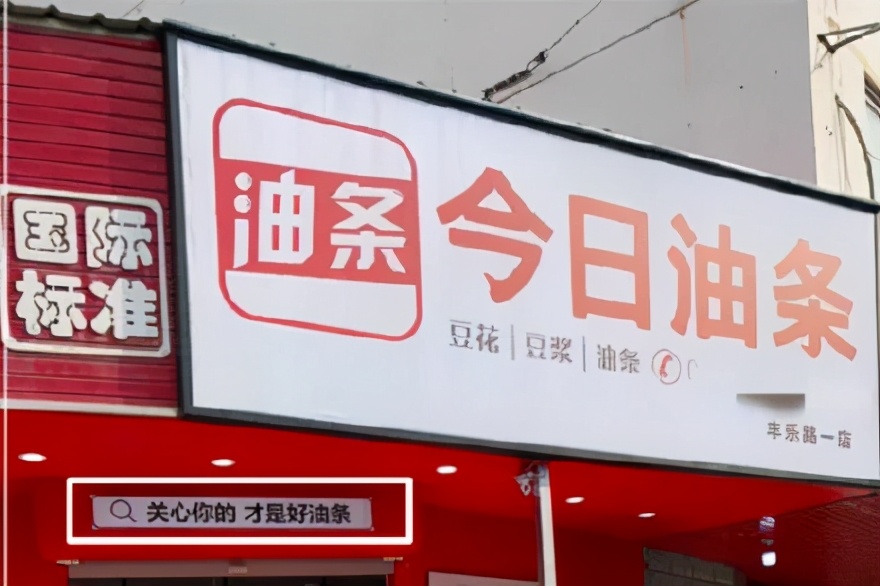 国际
标准
油条
今日油条
豆花 | 豆浆 | 油条
丰乐路一店
关心你的 才是好油条